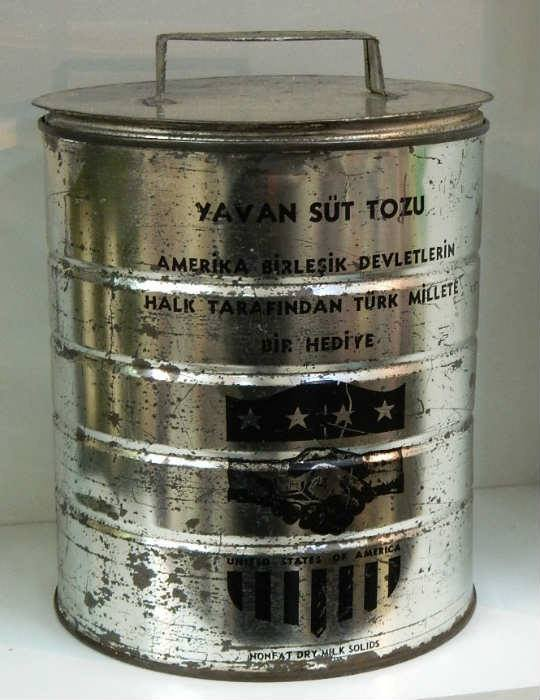 YAVAN SÜT TOZU
AMERİKA BİRLEŞİK DEVLETLERİN
HALK TARAFINDAN TÜRK MİLLETE
BİR HEDİYE
UNITED STATES OF AMERICA
NONFAT DRY MILK SOLIDS